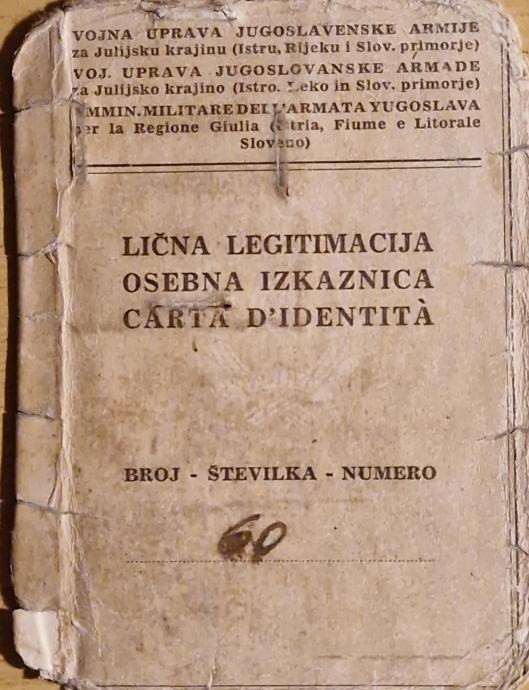 VOJNA UPRAVA JUGOSLAVENSKE ARMIJE
za Julijsku krajinu (Istru, Rijeku i Slov. primorje)
VOJ. UPRAVA JUGOSLOVANSKE ARMADE
za Julijsko krajino (Istro. Reko in Slov. primorje)
AMMIN. MILITARE DELL'ARMATA YUGOSLAVA
per la Regione Giulia (Istria, Fiume e Litorale
Sloveno)
LIČNA LEGITIMACIJA
OSEBNA IZKAZNICA
CARTA D'IDENTITÀ
BROJ - ŠTEVILKA - NUMERO
60